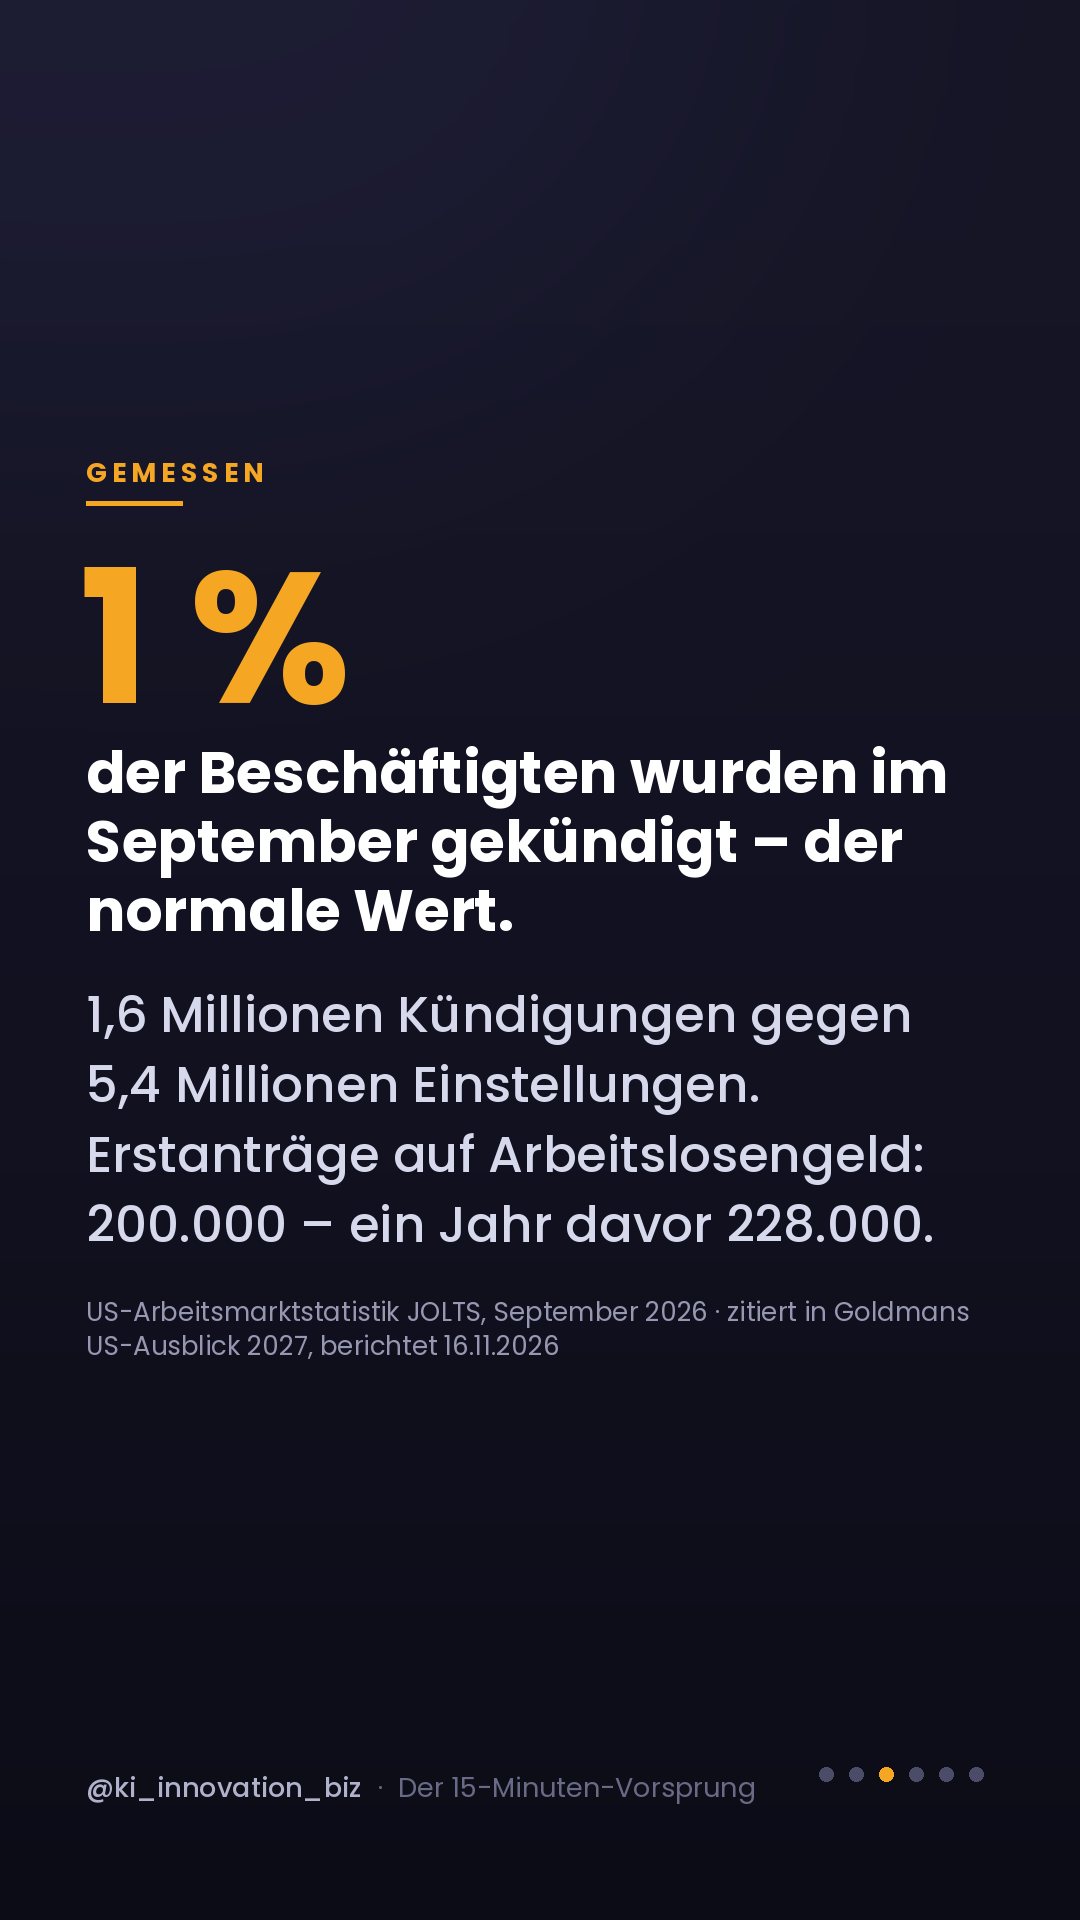 GEMESSEN
1 %
der Beschäftigten wurden im
September gekündigt – der
normale Wert.
1,6 Millionen Kündigungen gegen
5,4 Millionen Einstellungen.
Erstanträge auf Arbeitslosengeld:
200.000 – ein Jahr davor 228.000.
US-Arbeitsmarktstatistik JOLTS, September 2026 · zitiert in Goldmans
US-Ausblick 2027, berichtet 16.11.2026
@ki_innovation_biz · Der 15-Minuten-Vorsprung